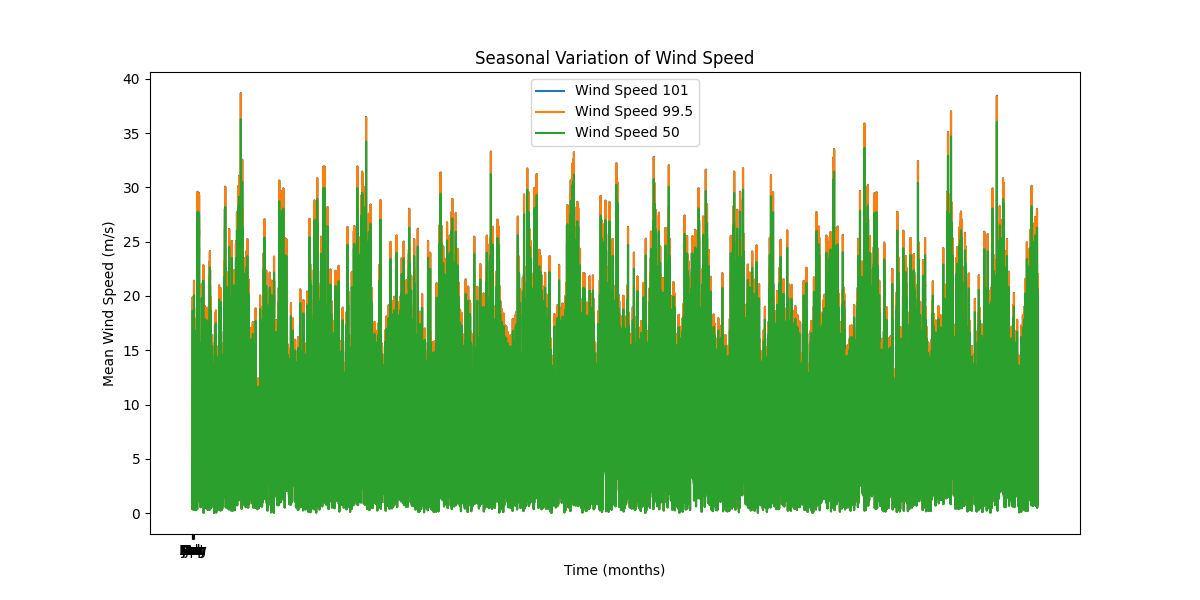 Seasonal Variation of Wind Speed
Wind Speed 101
Wind Speed 99.5
Wind Speed 50
Mean Wind Speed (m/s)
40
35
30
25
20
15
10
5
0
Time (months)